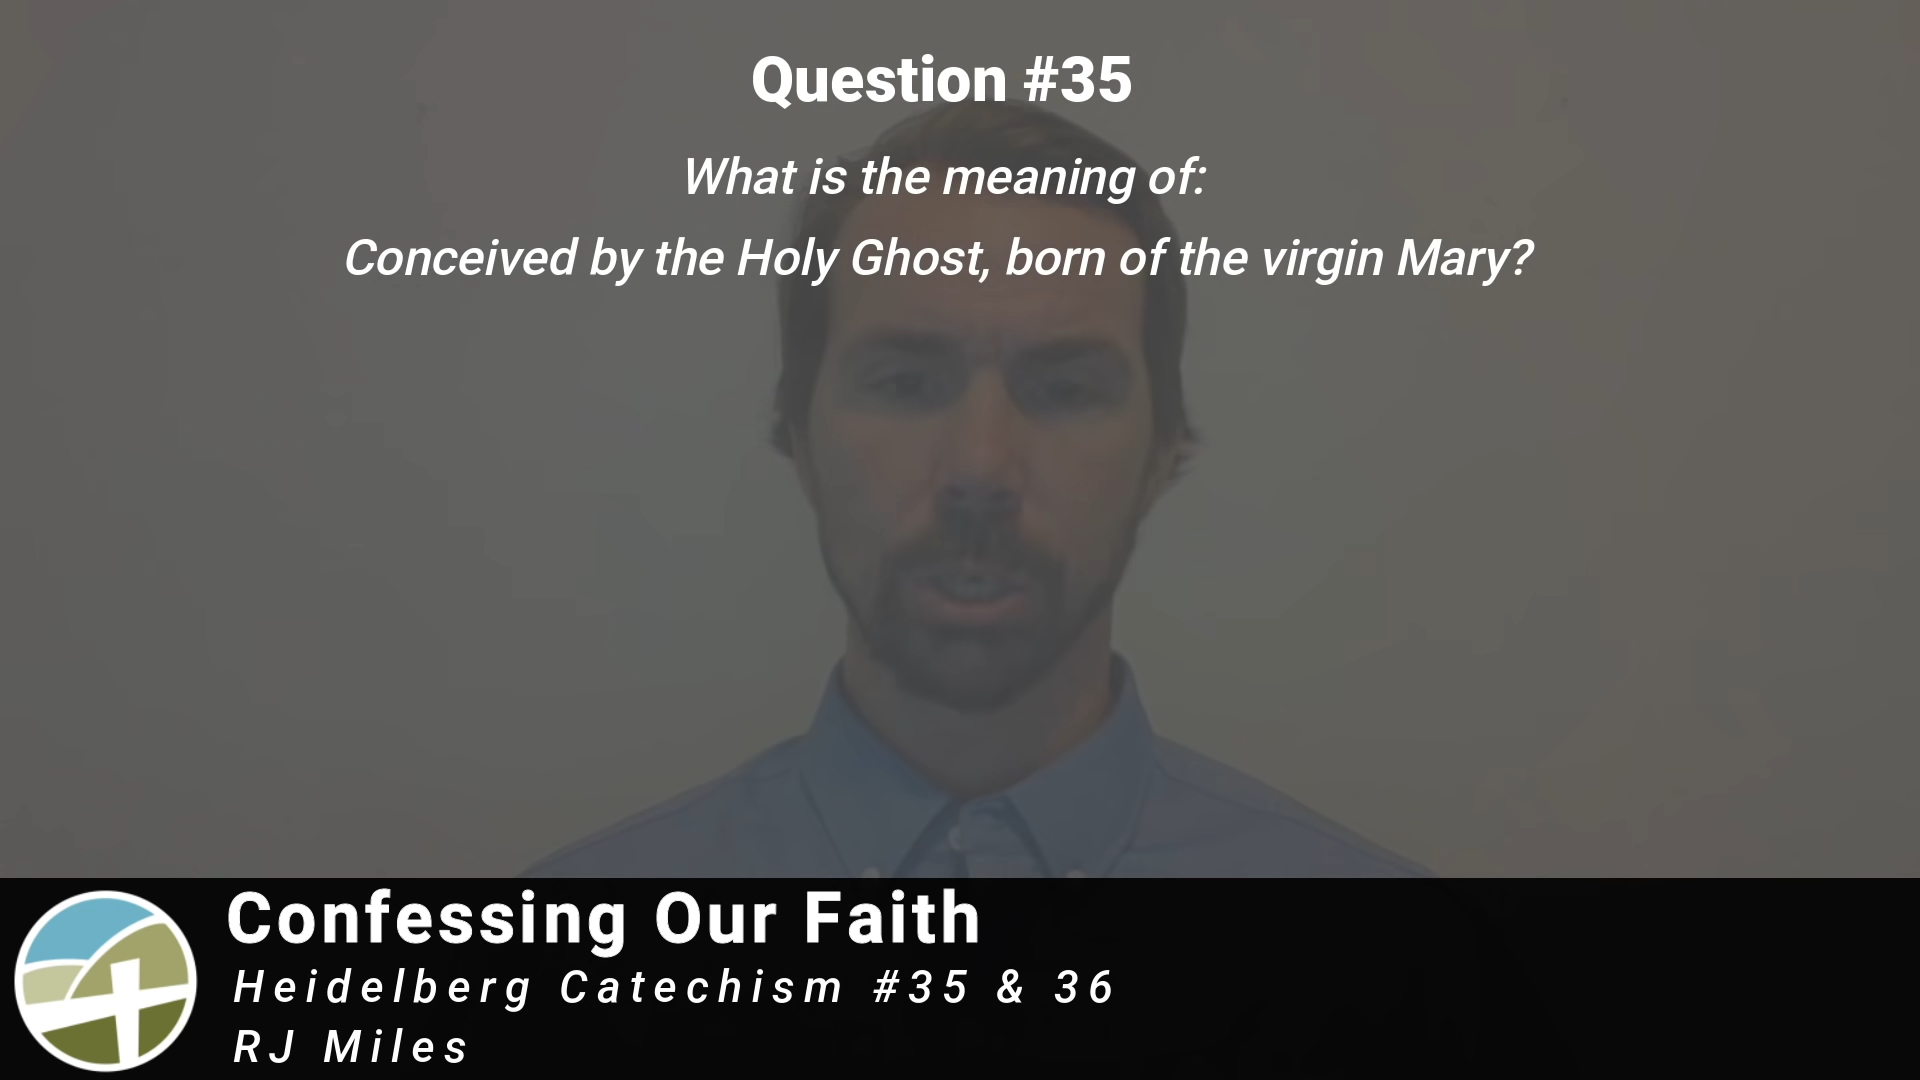 Question #35
What is the meaning of:
Conceived by the Holy Ghost, born of the virgin Mary?
Confessing Our Faith
Heidelberg Catechism #35 & 36
RJ Miles